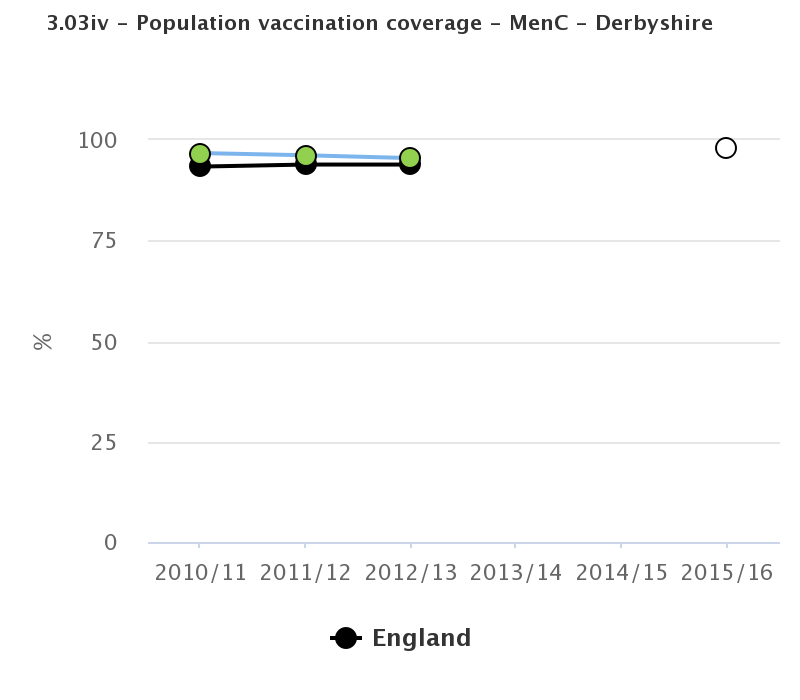 3.03iv – Population vaccination coverage – MenC – Derbyshire
100
75
50
25
0
%
2010/11 2011/12 2012/13 2013/14 2014/15 2015/16
England